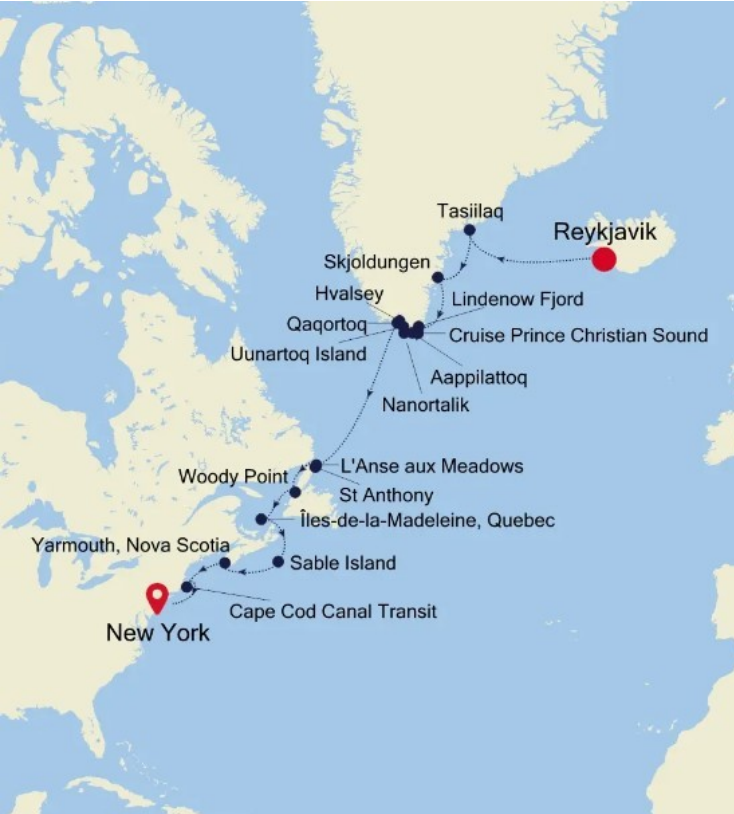 Tasiilaq
Reykjavik
Skjoldungen
Hvalsey
Lindenow Fjord
Qaqortoq
Cruise Prince Christian Sound
Uunartoq Island
Aappilattoq
Nanortalik
L'Anse aux Meadows
Woody Point
St Anthony
Îles-de-la-Madeleine, Quebec
Yarmouth, Nova Scotia
Sable Island
Cape Cod Canal Transit
New York